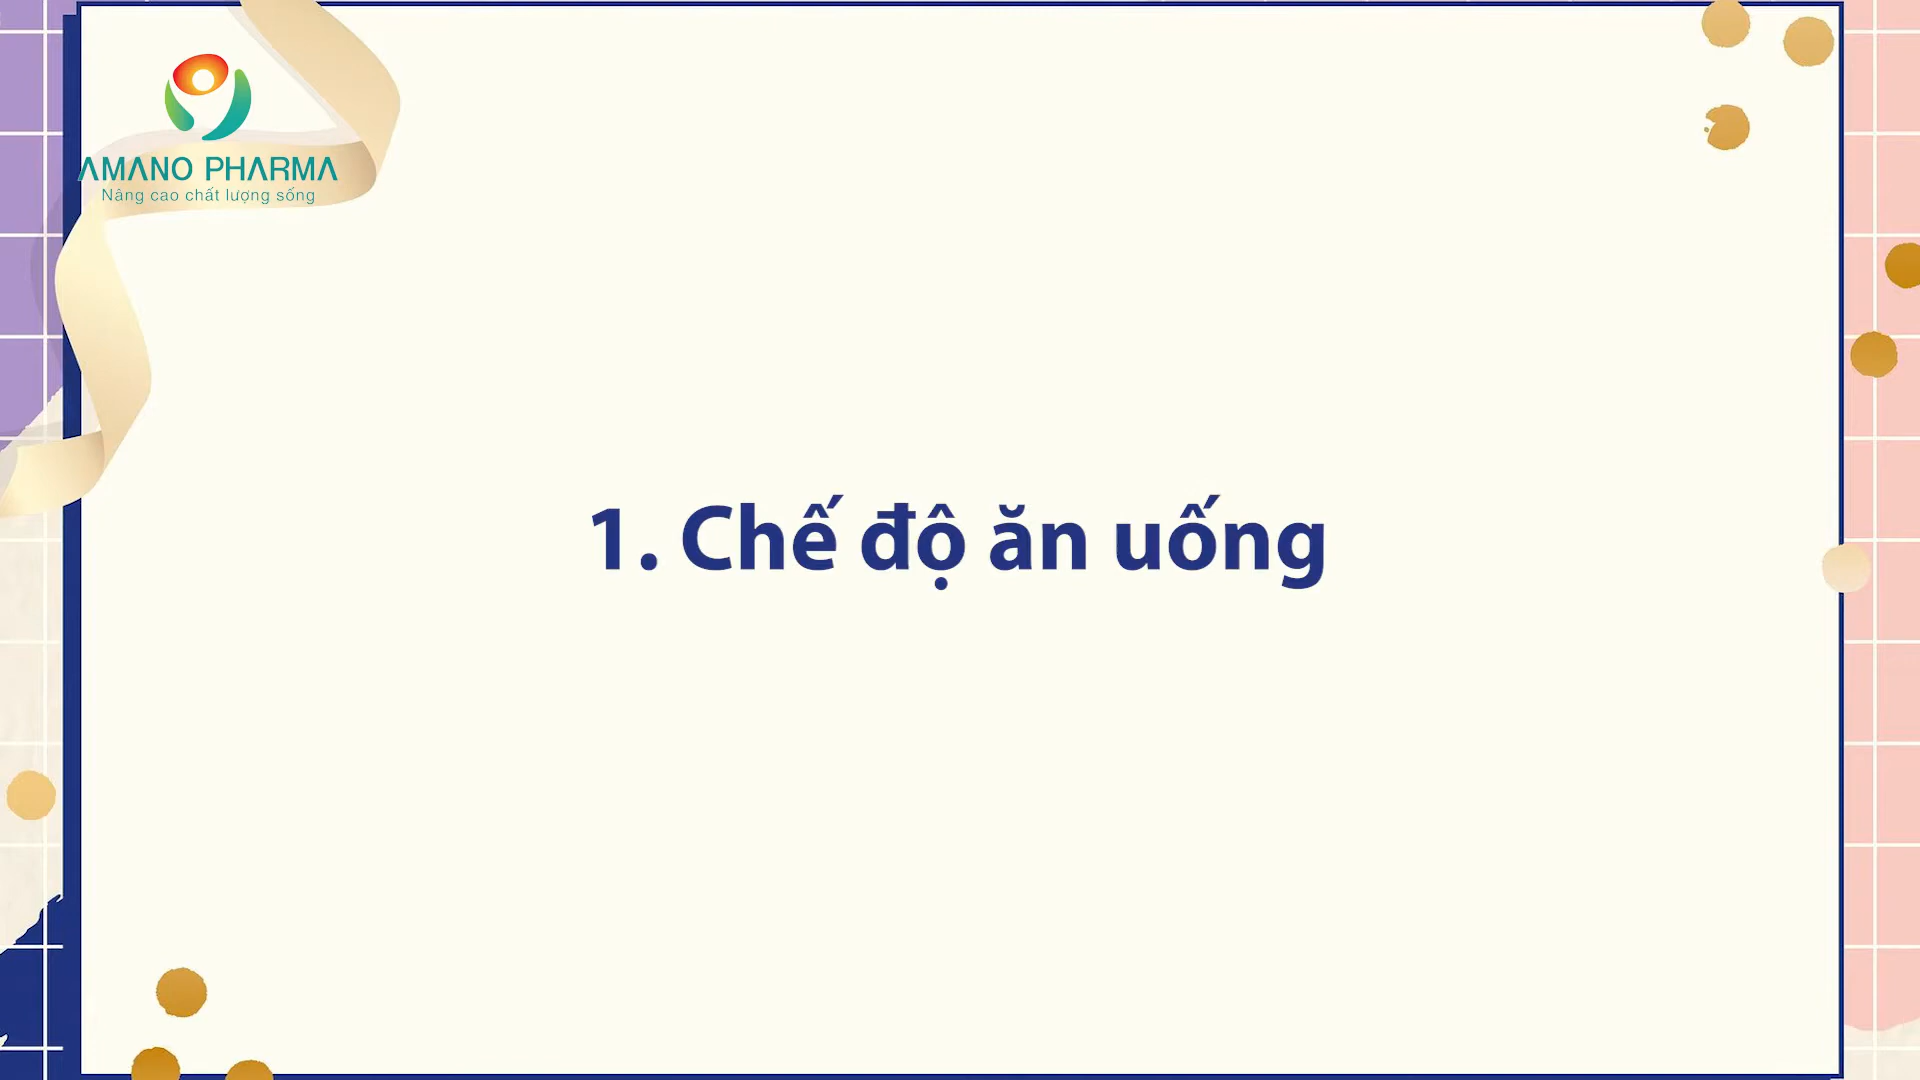 AMANO PHARMA
Nâng cao chất lượng sống
1. Chế độ ăn uống